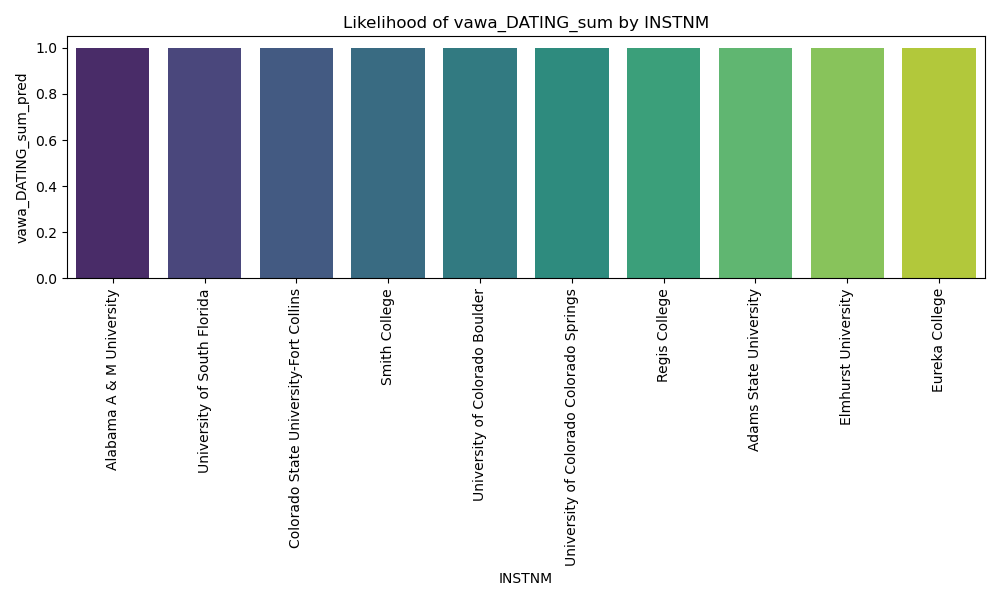 Likelihood of vawa_DATING_sum by INSTNM
vawa_DATING_sum_pred
1.0
0.8
0.6
0.4
0.2
0.0
Alabama A & M University
University of South Florida
Colorado State University-Fort Collins
Smith College
University of Colorado Boulder
University of Colorado Colorado Springs
Regis College
Adams State University
Elmhurst University
Eureka College
INSTNM